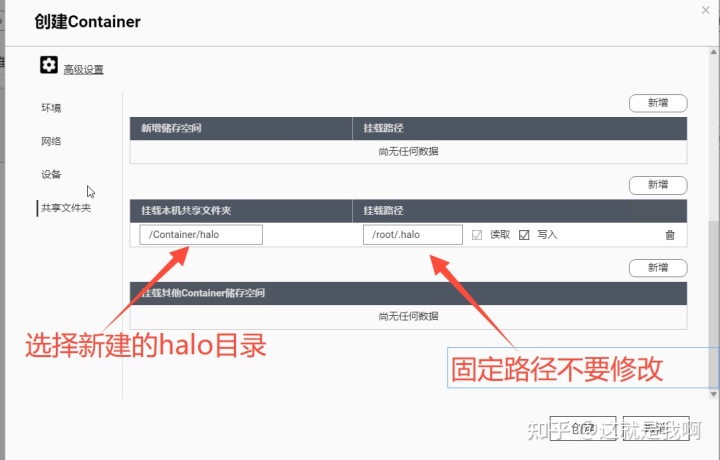 创建Container
高级设置
环境
新增
新增储存空间 挂载路径
网络
尚无任何数据
设备
新增
共享文件夹
挂载本机共享文件夹 挂载路径
/Container/halo /root/.halo 读取 写入
新增
挂载其他Container储存空间
尚无任何数据
选择新建的halo目录
固定路径不要修改
创建 取消
知乎 @这就是我啊